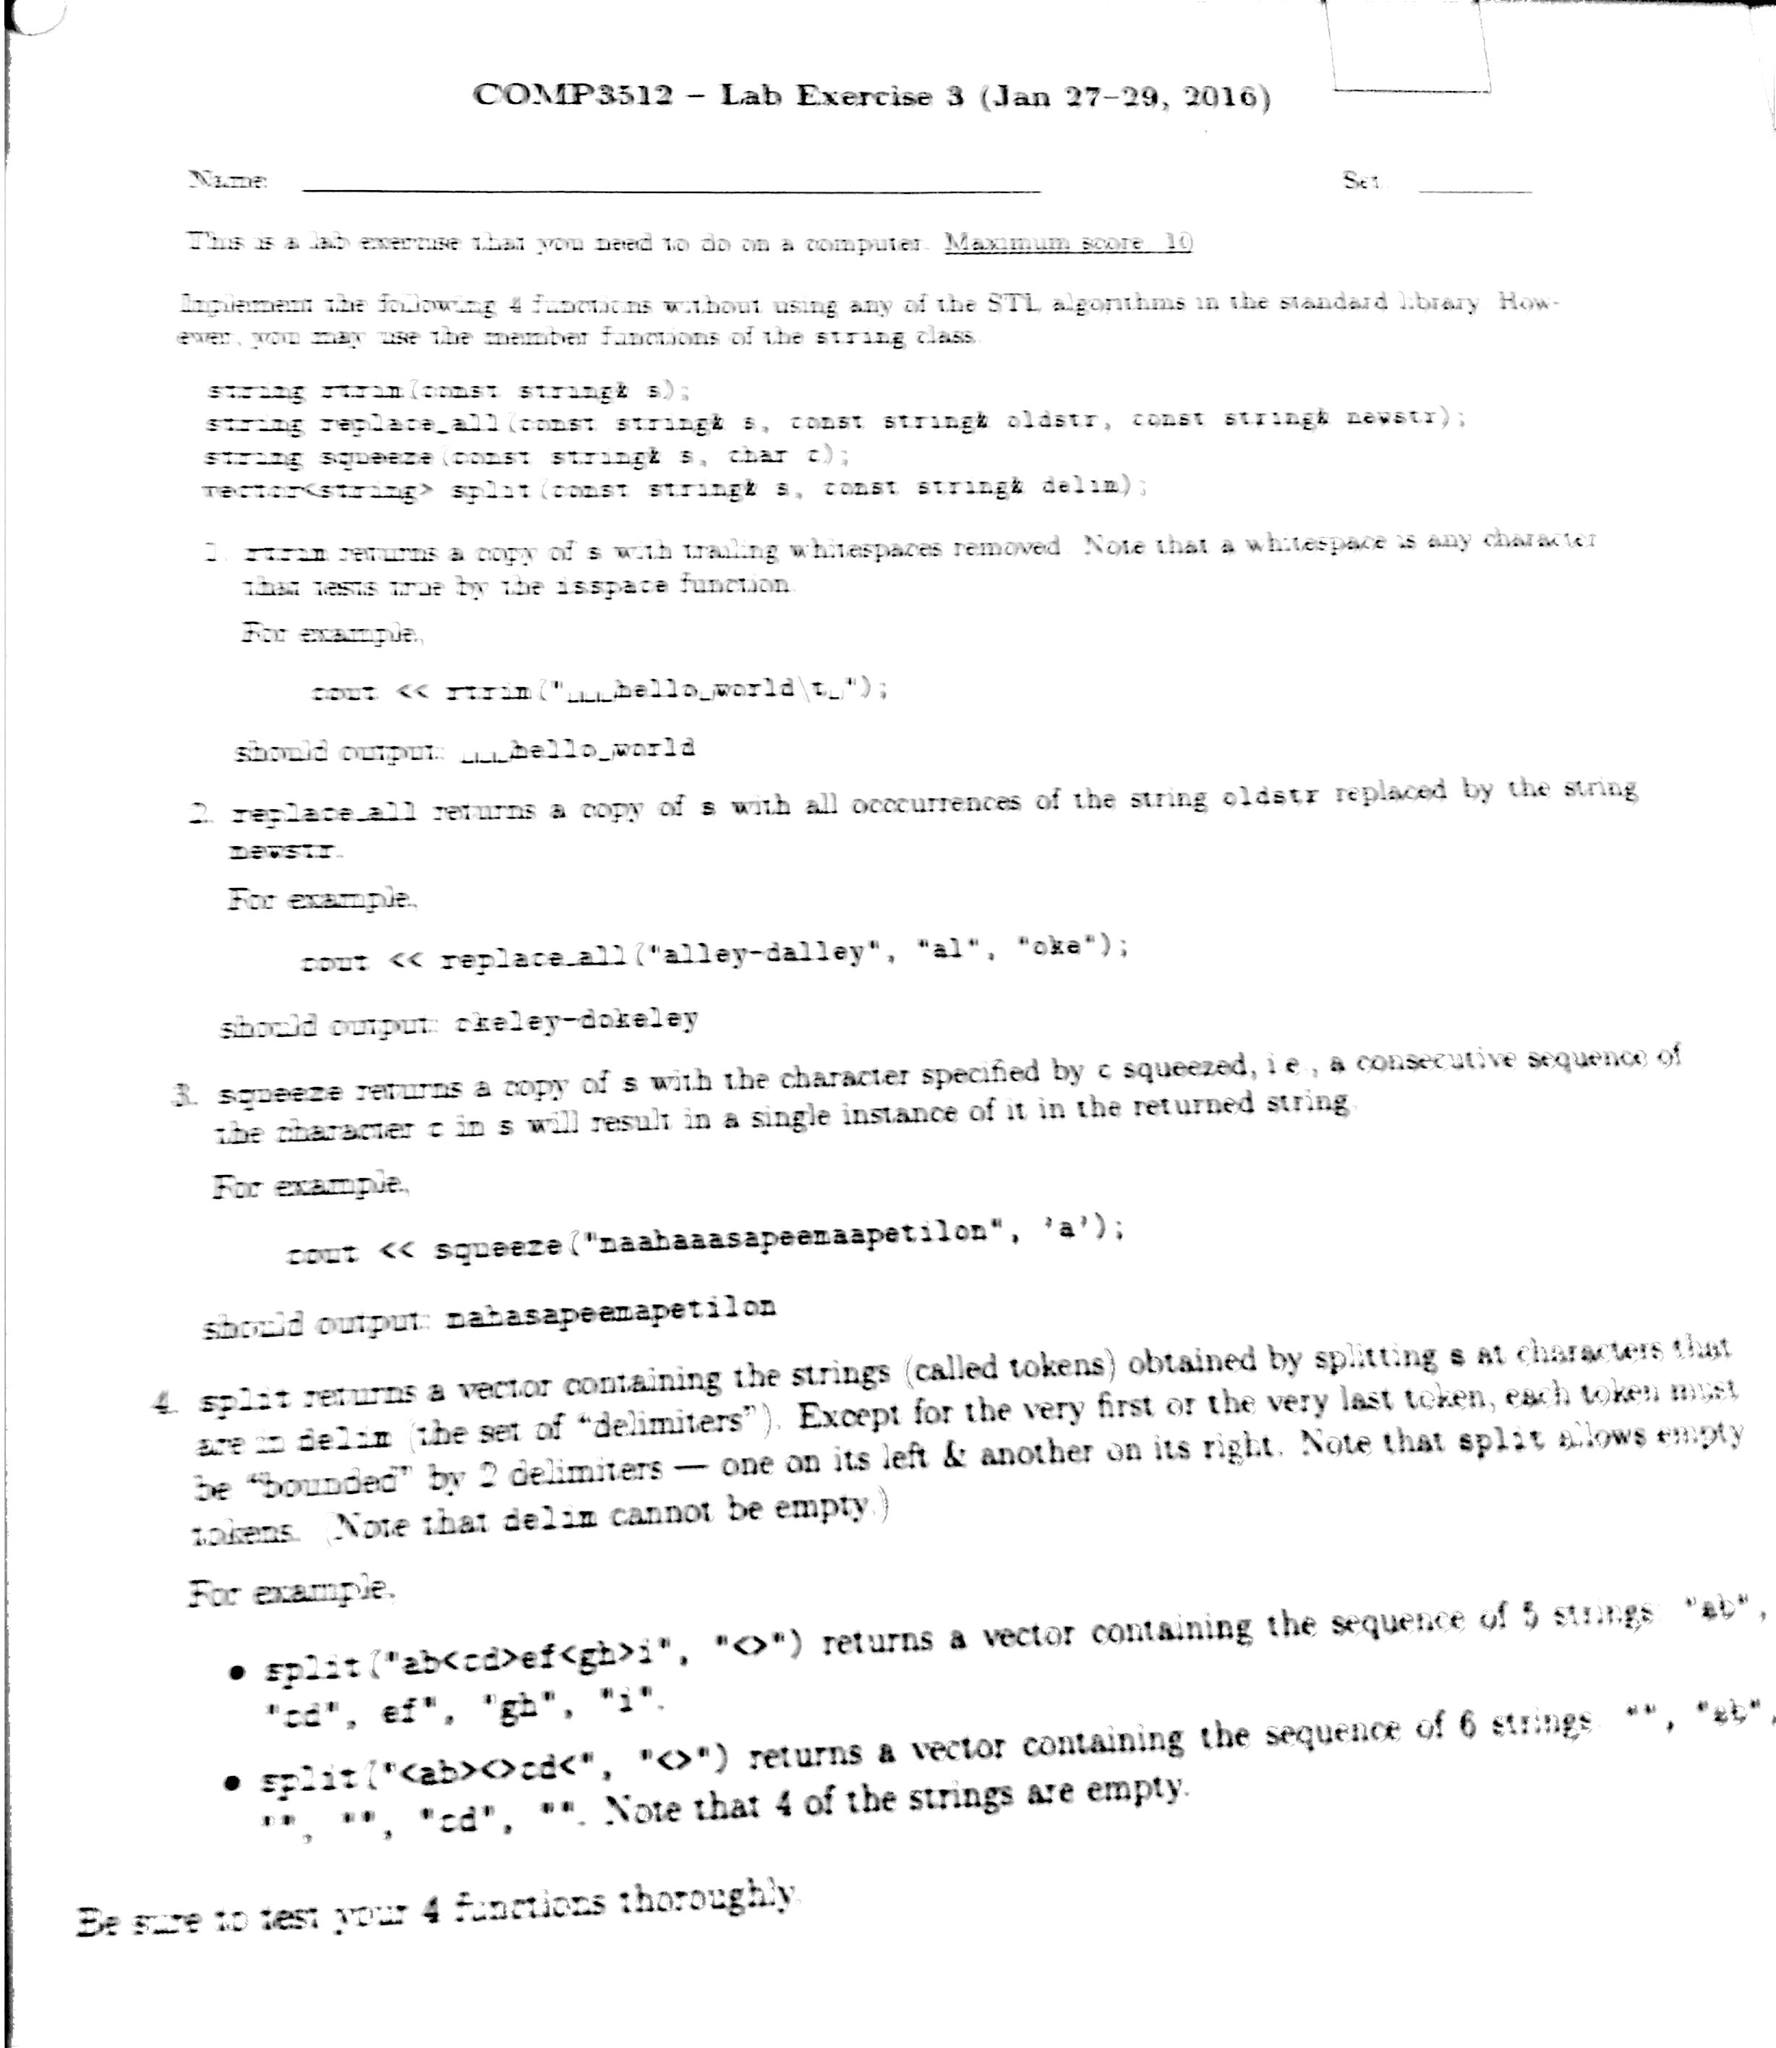 COMP3512 – Lab Exercise 3 (Jan 27–29, 2016)
Name: Set:
This is a lab exercise that you need to do on a computer. Maximum score: 10
Implement the following 4 functions without using any of the STL algorithms in the standard library. How-
ever, you may use the member functions of the string class.
string rtrim(const string& s);
string replace_all(const string& s, const string& oldstr, const string& newstr);
string squeeze(const string& s, char c);
vector<string> split(const string& s, const string& delim);
1. rtrim returns a copy of s with trailing whitespaces removed. Note that a whitespace is any character
that tests true by the isspace function.
For example,
cout << rtrim("␣␣␣hello␣world\t␣");
should output: ␣␣␣hello␣world
2. replace_all returns a copy of s with all occcurrences of the string oldstr replaced by the string
newstr.
For example,
cout << replace_all("alley-dalley", "al", "oke");
should output: okeley-dokeley
3. squeeze returns a copy of s with the character specified by c squeezed, i.e., a consecutive sequence of
the character c in s will result in a single instance of it in the returned string.
For example,
cout << squeeze("naahaaasapeemaapetilon", 'a');
should output: nahasapeemapetilon
4. split returns a vector containing the strings (called tokens) obtained by splitting s at characters that
are in delim (the set of “delimiters”). Except for the very first or the very last token, each token must
be “bounded” by 2 delimiters — one on its left & another on its right. Note that split allows empty
tokens. (Note that delim cannot be empty.)
For example,
• split("ab<cd>ef<gh>i", "<>") returns a vector containing the sequence of 5 strings: "ab",
"cd", ef", "gh", "i".
• split("<ab><>cd<", "<>") returns a vector containing the sequence of 6 strings: "", "ab",
"", "", "cd", "". Note that 4 of the strings are empty.
Be sure to test your 4 functions thoroughly.